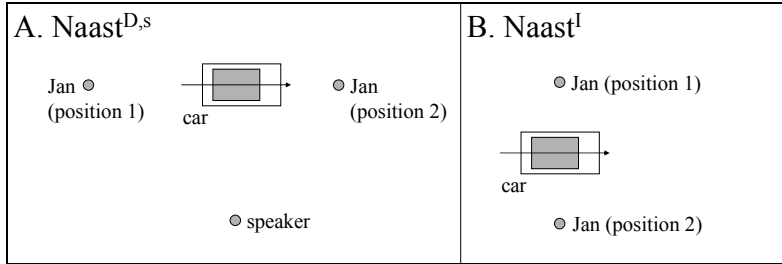 A. Naast^D,s
Jan
(position 1)
car
Jan
(position 2)
speaker
B. Naast^I
Jan (position 1)
car
Jan (position 2)